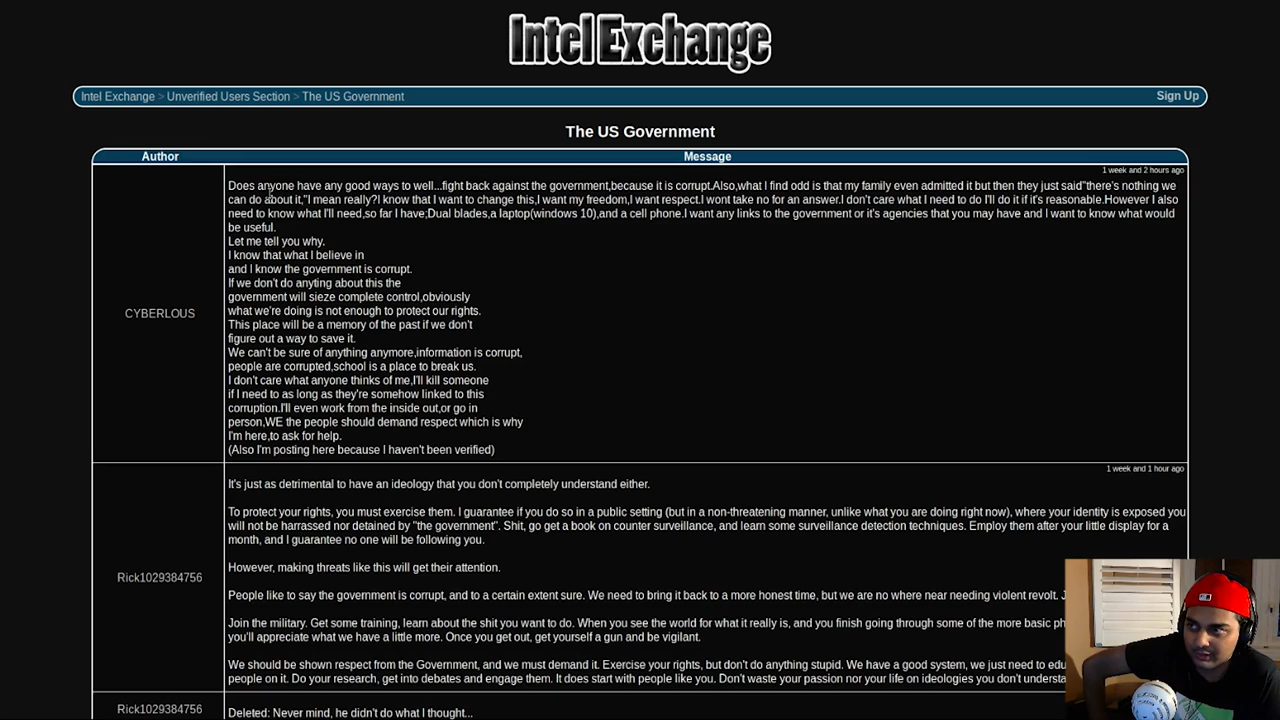 Intel Exchange
Intel Exchange > Unverified Users Section > The US Government
Sign Up
The US Government
Author
Message
1 week and 2 hours ago
Does anyone have any good ways to well...fight back against the government,because it is corrupt.Also,what I find odd is that my family even admitted it but then they just said"there's nothing we
can do about it,"I mean really?I know that I want to change this,I want my freedom,I want respect.I wont take no for an answer.I don't care what I need to do I'll do it if it's reasonable.However I also
need to know what I'll need,so far I have;Dual blades,a laptop(windows 10),and a cell phone.I want any links to the government or it's agencies that you may have and I want to know what would
be useful.
Let me tell you why.
I know that what I believe in
and I know the government is corrupt.
If we don't do anyting about this the
government will sieze complete control,obviously
what we're doing is not enough to protect our rights.
This place will be a memory of the past if we don't
figure out a way to save it.
We can't be sure of anything anymore,information is corrupt,
people are corrupted,school is a place to break us.
I don't care what anyone thinks of me,I'll kill someone
if I need to as long as they're somehow linked to this
corruption.I'll even work from the inside out,or go in
person,WE the people should demand respect which is why
I'm here,to ask for help.
(Also I'm posting here because I haven't been verified)
CYBERLOUS
1 week and 1 hour ago
It's just as detrimental to have an ideology that you don't completely understand either.
To protect your rights, you must exercise them. I guarantee if you do so in a public setting (but in a non-threatening manner, unlike what you are doing right now), where your identity is exposed you
will not be harrassed nor detained by "the government". Shit, go get a book on counter surveillance, and learn some surveillance detection techniques. Employ them after your little display for a
month, and I guarantee no one will be following you.
However, making threats like this will get their attention.
People like to say the government is corrupt, and to a certain extent sure. We need to bring it back to a more honest time, but we are no where near needing violent revolt.
Join the military. Get some training, learn about the shit you want to do. When you see the world for what it really is, and you finish going through some of the more basic
you'll appreciate what we have a little more. Once you get out, get yourself a gun and be vigilant.
We should be shown respect from the Government, and we must demand it. Exercise your rights, but don't do anything stupid. We have a good system, we just need to
people on it. Do your research, get into debates and engage them. It does start with people like you. Don't waste your passion nor your life on ideologies you don't
Rick1029384756
Rick1029384756
Deleted: Never mind, he didn't do what I thought...